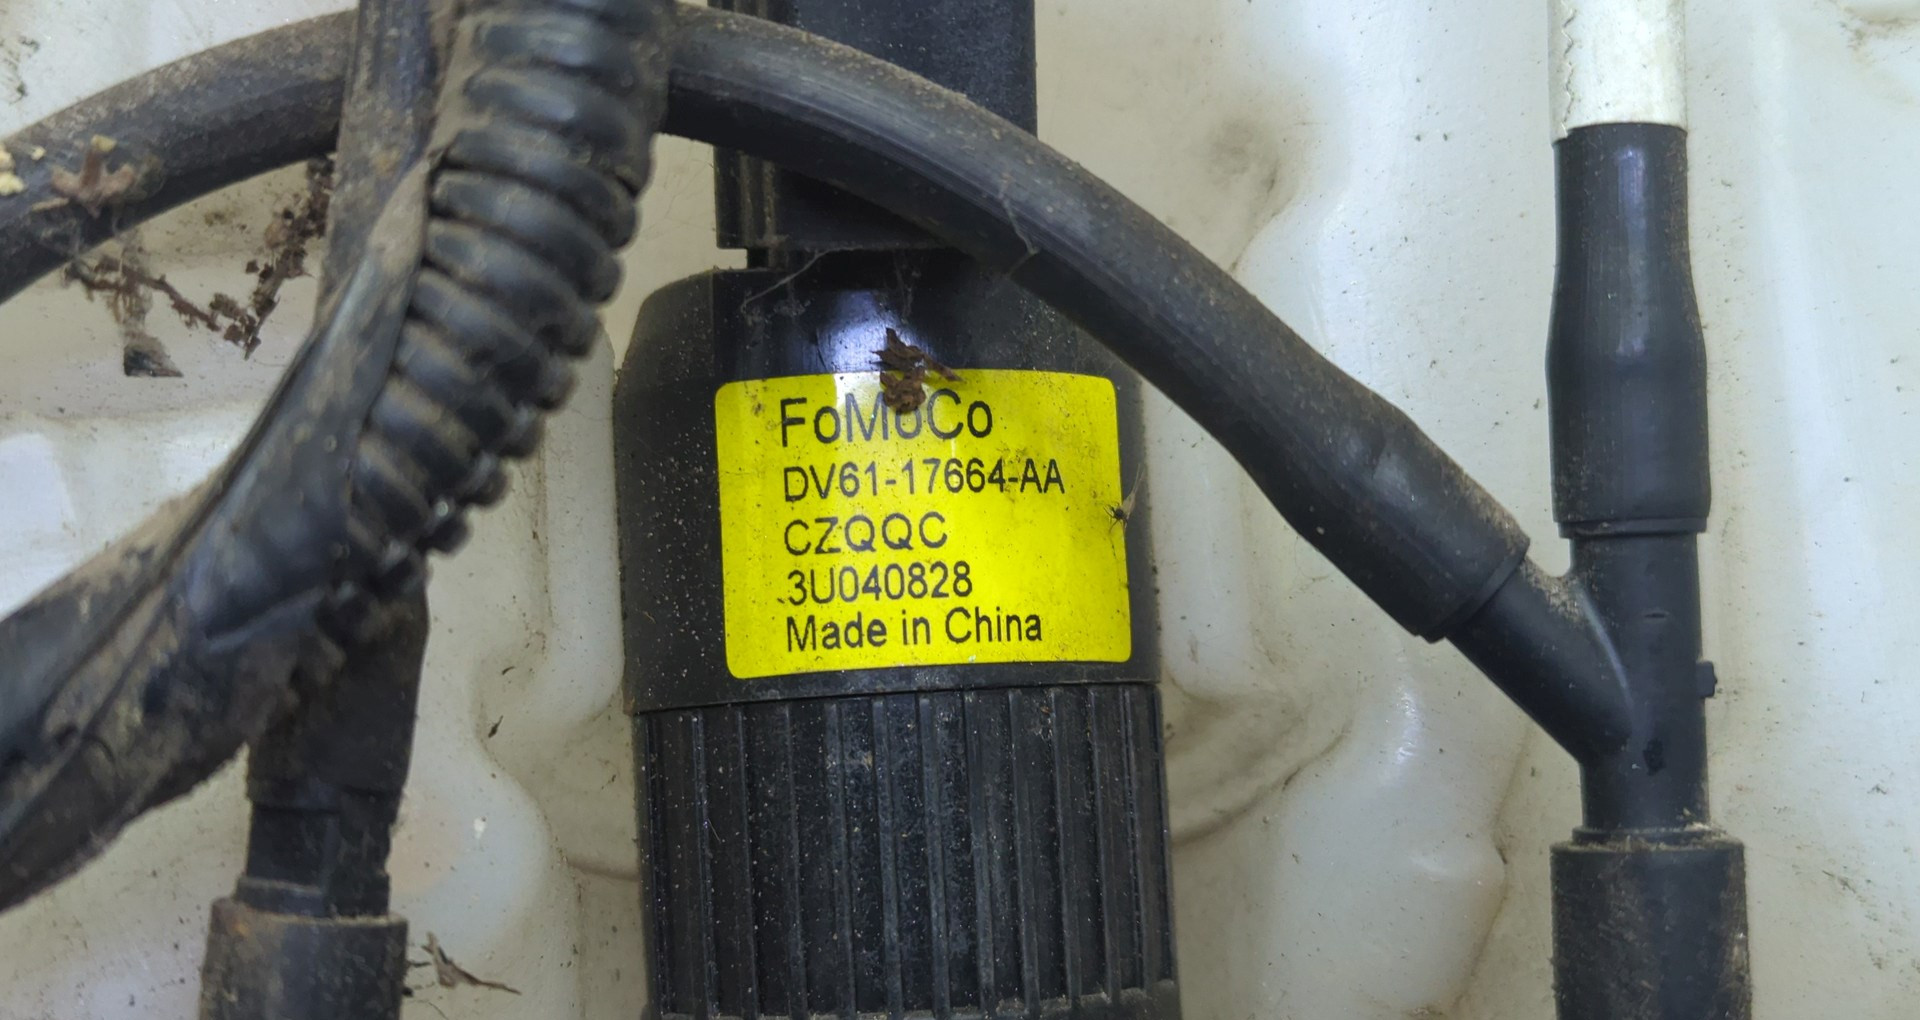 FoMoCo
DV61-17664-AA
CZQQC
3U040828
Made in China